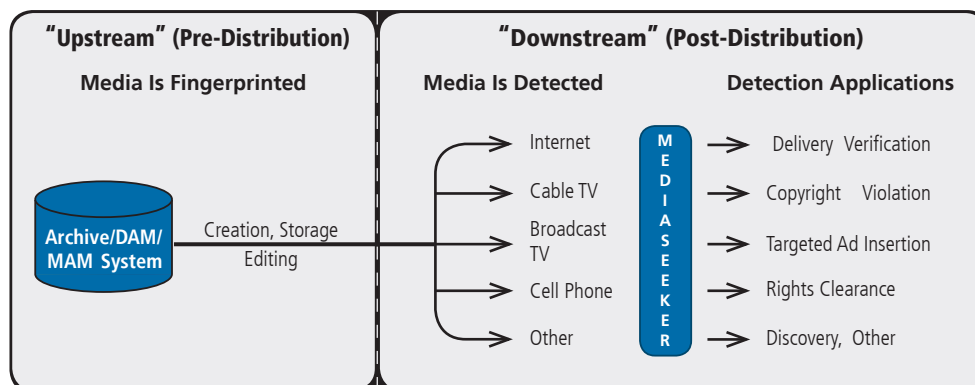 "Upstream" (Pre-Distribution)
Media Is Fingerprinted
Archive/DAM/
MAM System
Creation, Storage
Editing
"Downstream" (Post-Distribution)
Media Is Detected
Detection Applications
Internet
Cable TV
Broadcast
TV
Cell Phone
Other
MEDIASEEKER
Delivery Verification
Copyright Violation
Targeted Ad Insertion
Rights Clearance
Discovery, Other